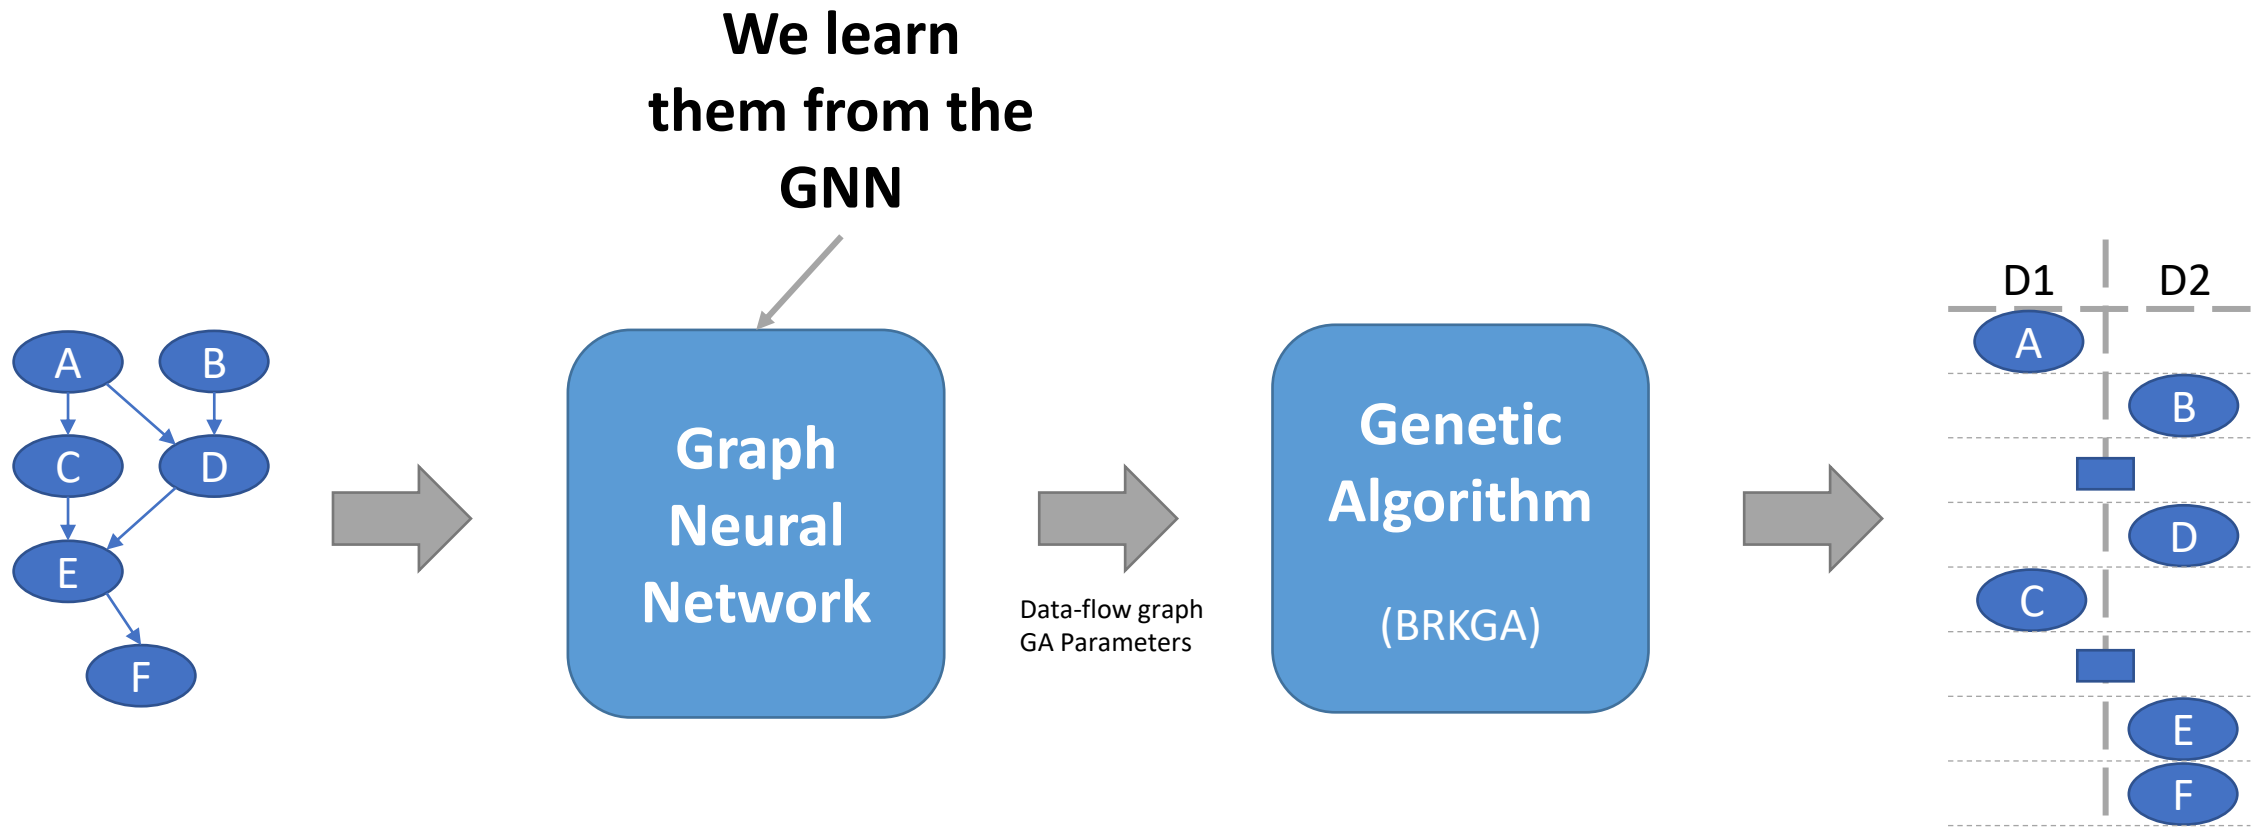 We learn
them from the
GNN
A
B
C
D
E
F
Graph
Neural
Network
Data-flow graph
GA Parameters
Genetic
Algorithm
(BRKGA)
D1 D2
A
B
D
C
E
F